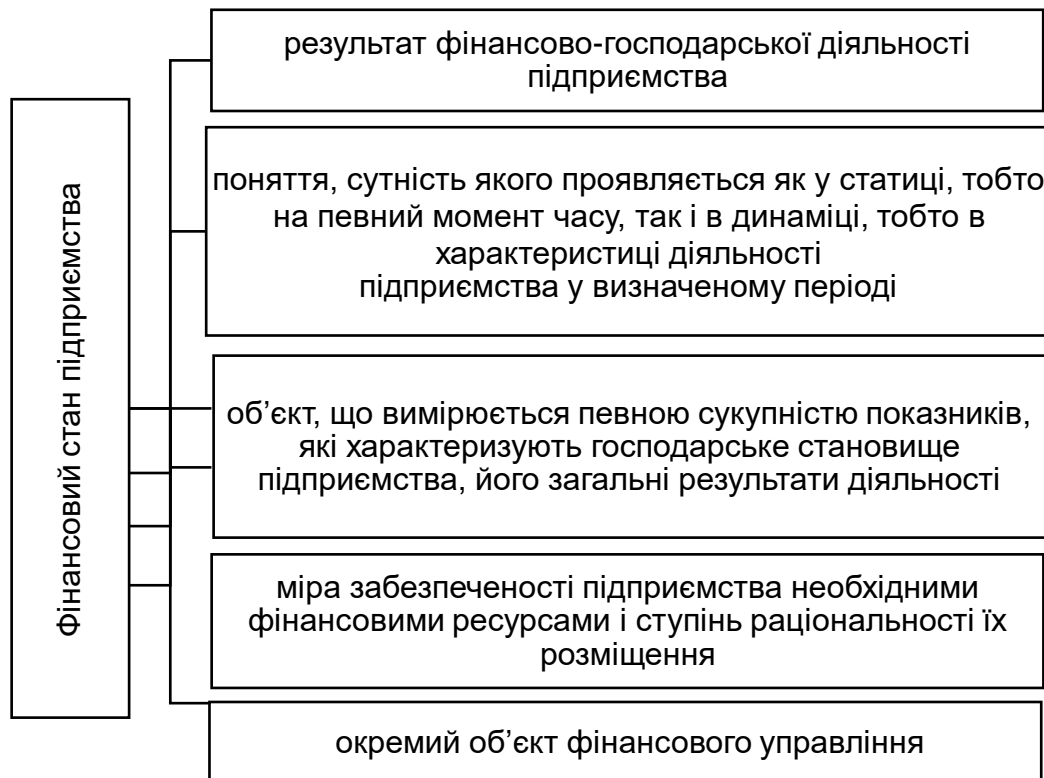 Фінансовий стан підприємства
результат фінансово-господарської діяльності
підприємства
поняття, сутність якого проявляється як у статиці, тобто
на певний момент часу, так і в динаміці, тобто в
характеристиці діяльності
підприємства у визначеному періоді
об’єкт, що вимірюється певною сукупністю показників,
які характеризують господарське становище
підприємства, його загальні результати діяльності
міра забезпеченості підприємства необхідними
фінансовими ресурсами і ступінь раціональності їх
розміщення
окремий об’єкт фінансового управління